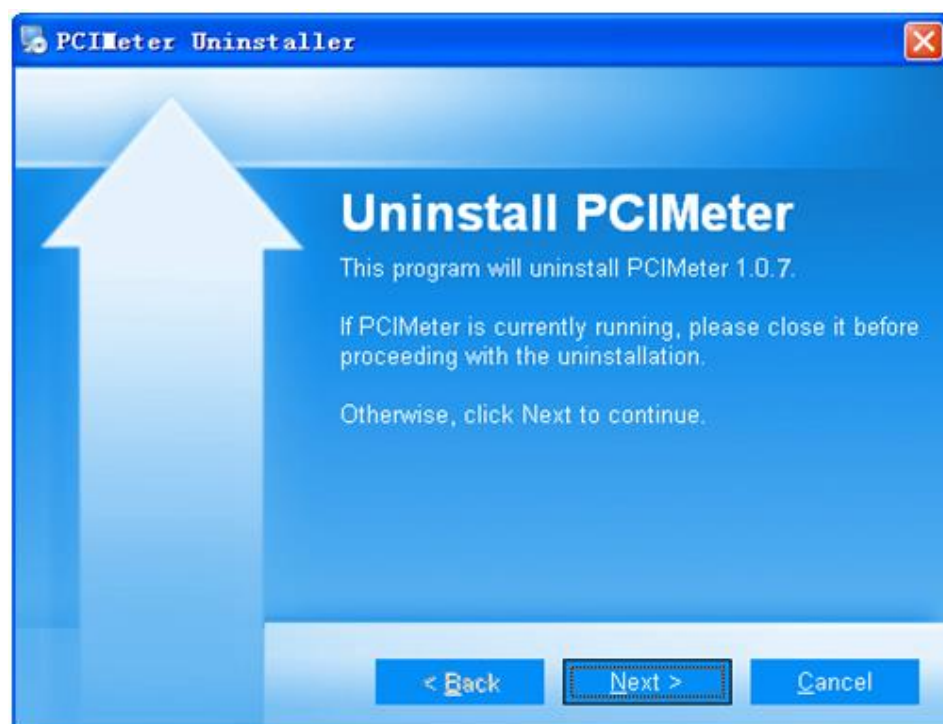 PCIMeter Uninstaller
Uninstall PCIMeter
This program will uninstall PCIMeter 1.0.7.
If PCIMeter is currently running, please close it before
proceeding with the uninstallation.
Otherwise, click Next to continue.
< Back
Next >
Cancel